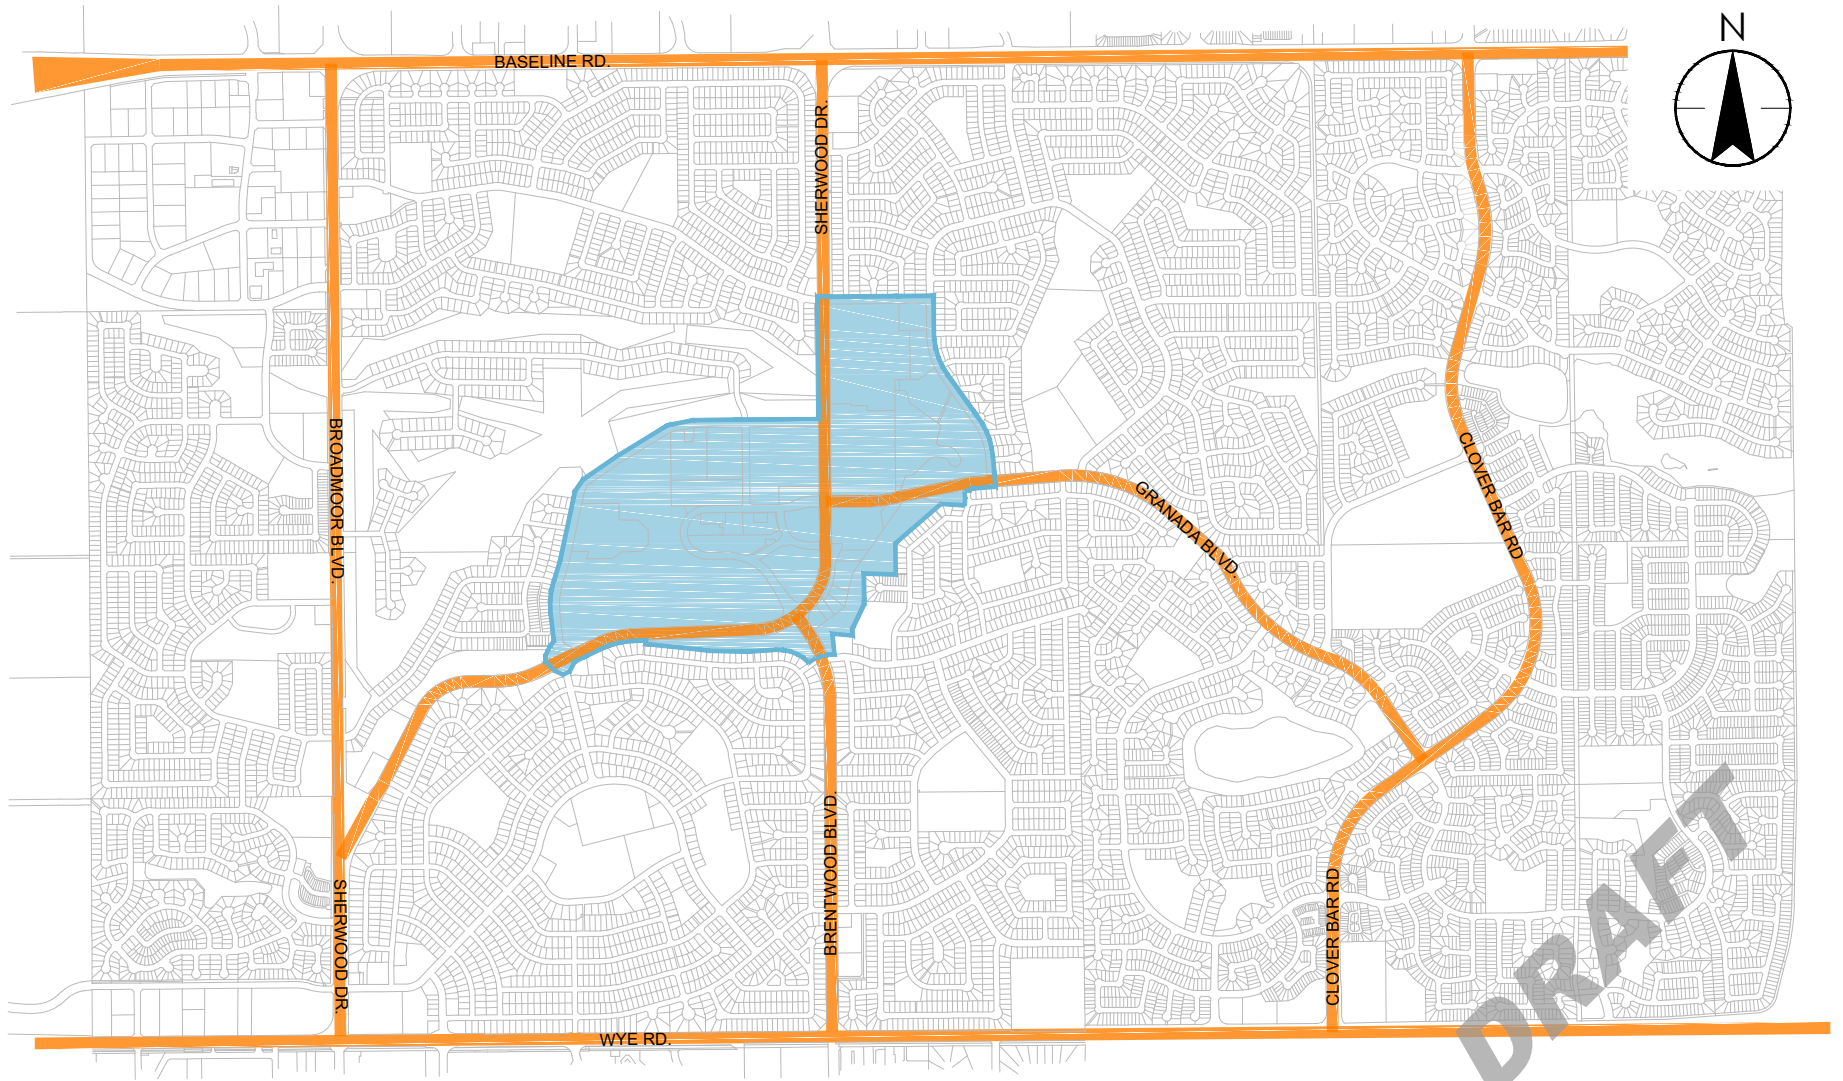 N
BASELINE RD.
SHERWOOD DR.
BROADMOOR BLVD.
GRANADA BLVD.
CLOVER BAR RD
SHERWOOD DR.
BRENTWOOD BLVD.
CLOVER BAR RD
WYE RD.
DRAFT